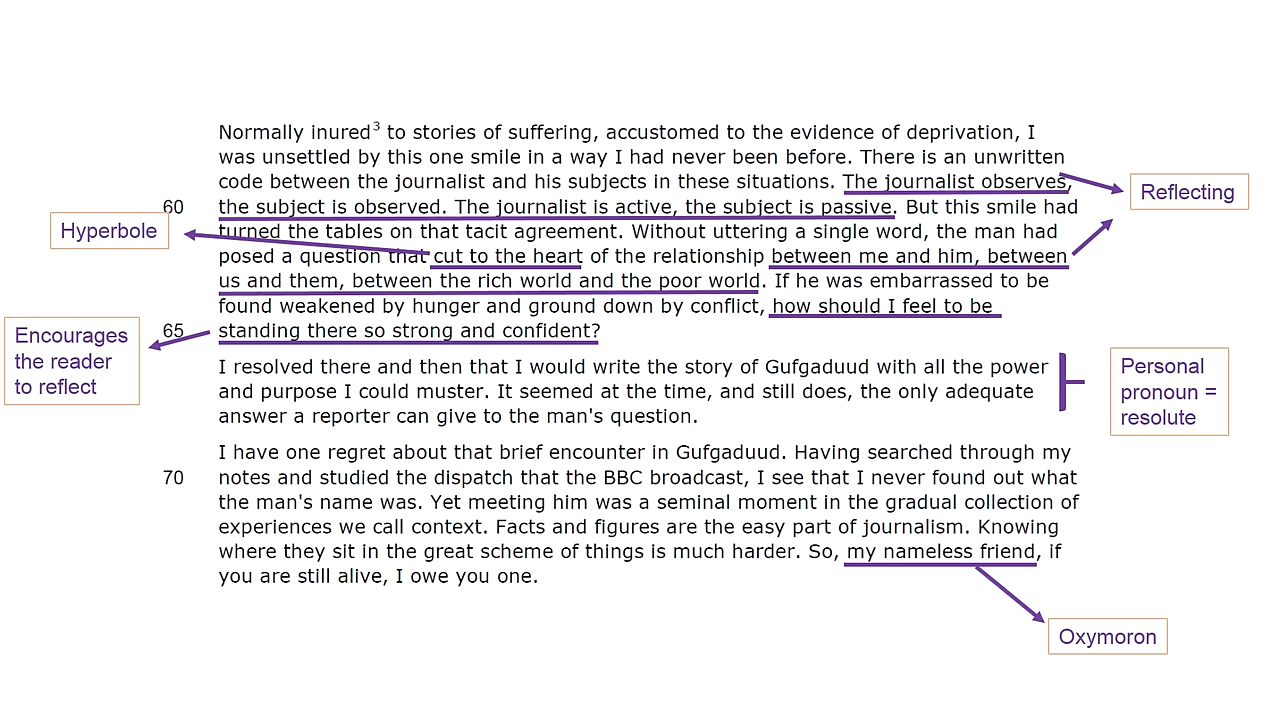 Normally inured3 to stories of suffering, accustomed to the evidence of deprivation, I
was unsettled by this one smile in a way I had never been before. There is an unwritten
code between the journalist and his subjects in these situations. The journalist observes,
60 the subject is observed. The journalist is active, the subject is passive. But this smile had
turned the tables on that tacit agreement. Without uttering a single word, the man had
posed a question that cut to the heart of the relationship between me and him, between
us and them, between the rich world and the poor world. If he was embarrassed to be
found weakened by hunger and ground down by conflict, how should I feel to be
65 standing there so strong and confident?
I resolved there and then that I would write the story of Gufgaduud with all the power
and purpose I could muster. It seemed at the time, and still does, the only adequate
answer a reporter can give to the man's question.
I have one regret about that brief encounter in Gufgaduud. Having searched through my
70 notes and studied the dispatch that the BBC broadcast, I see that I never found out what
the man's name was. Yet meeting him was a seminal moment in the gradual collection of
experiences we call context. Facts and figures are the easy part of journalism. Knowing
where they sit in the great scheme of things is much harder. So, my nameless friend, if
you are still alive, I owe you one.
Hyperbole
Encourages
the reader
to reflect
Reflecting
Personal
pronoun =
resolute
Oxymoron